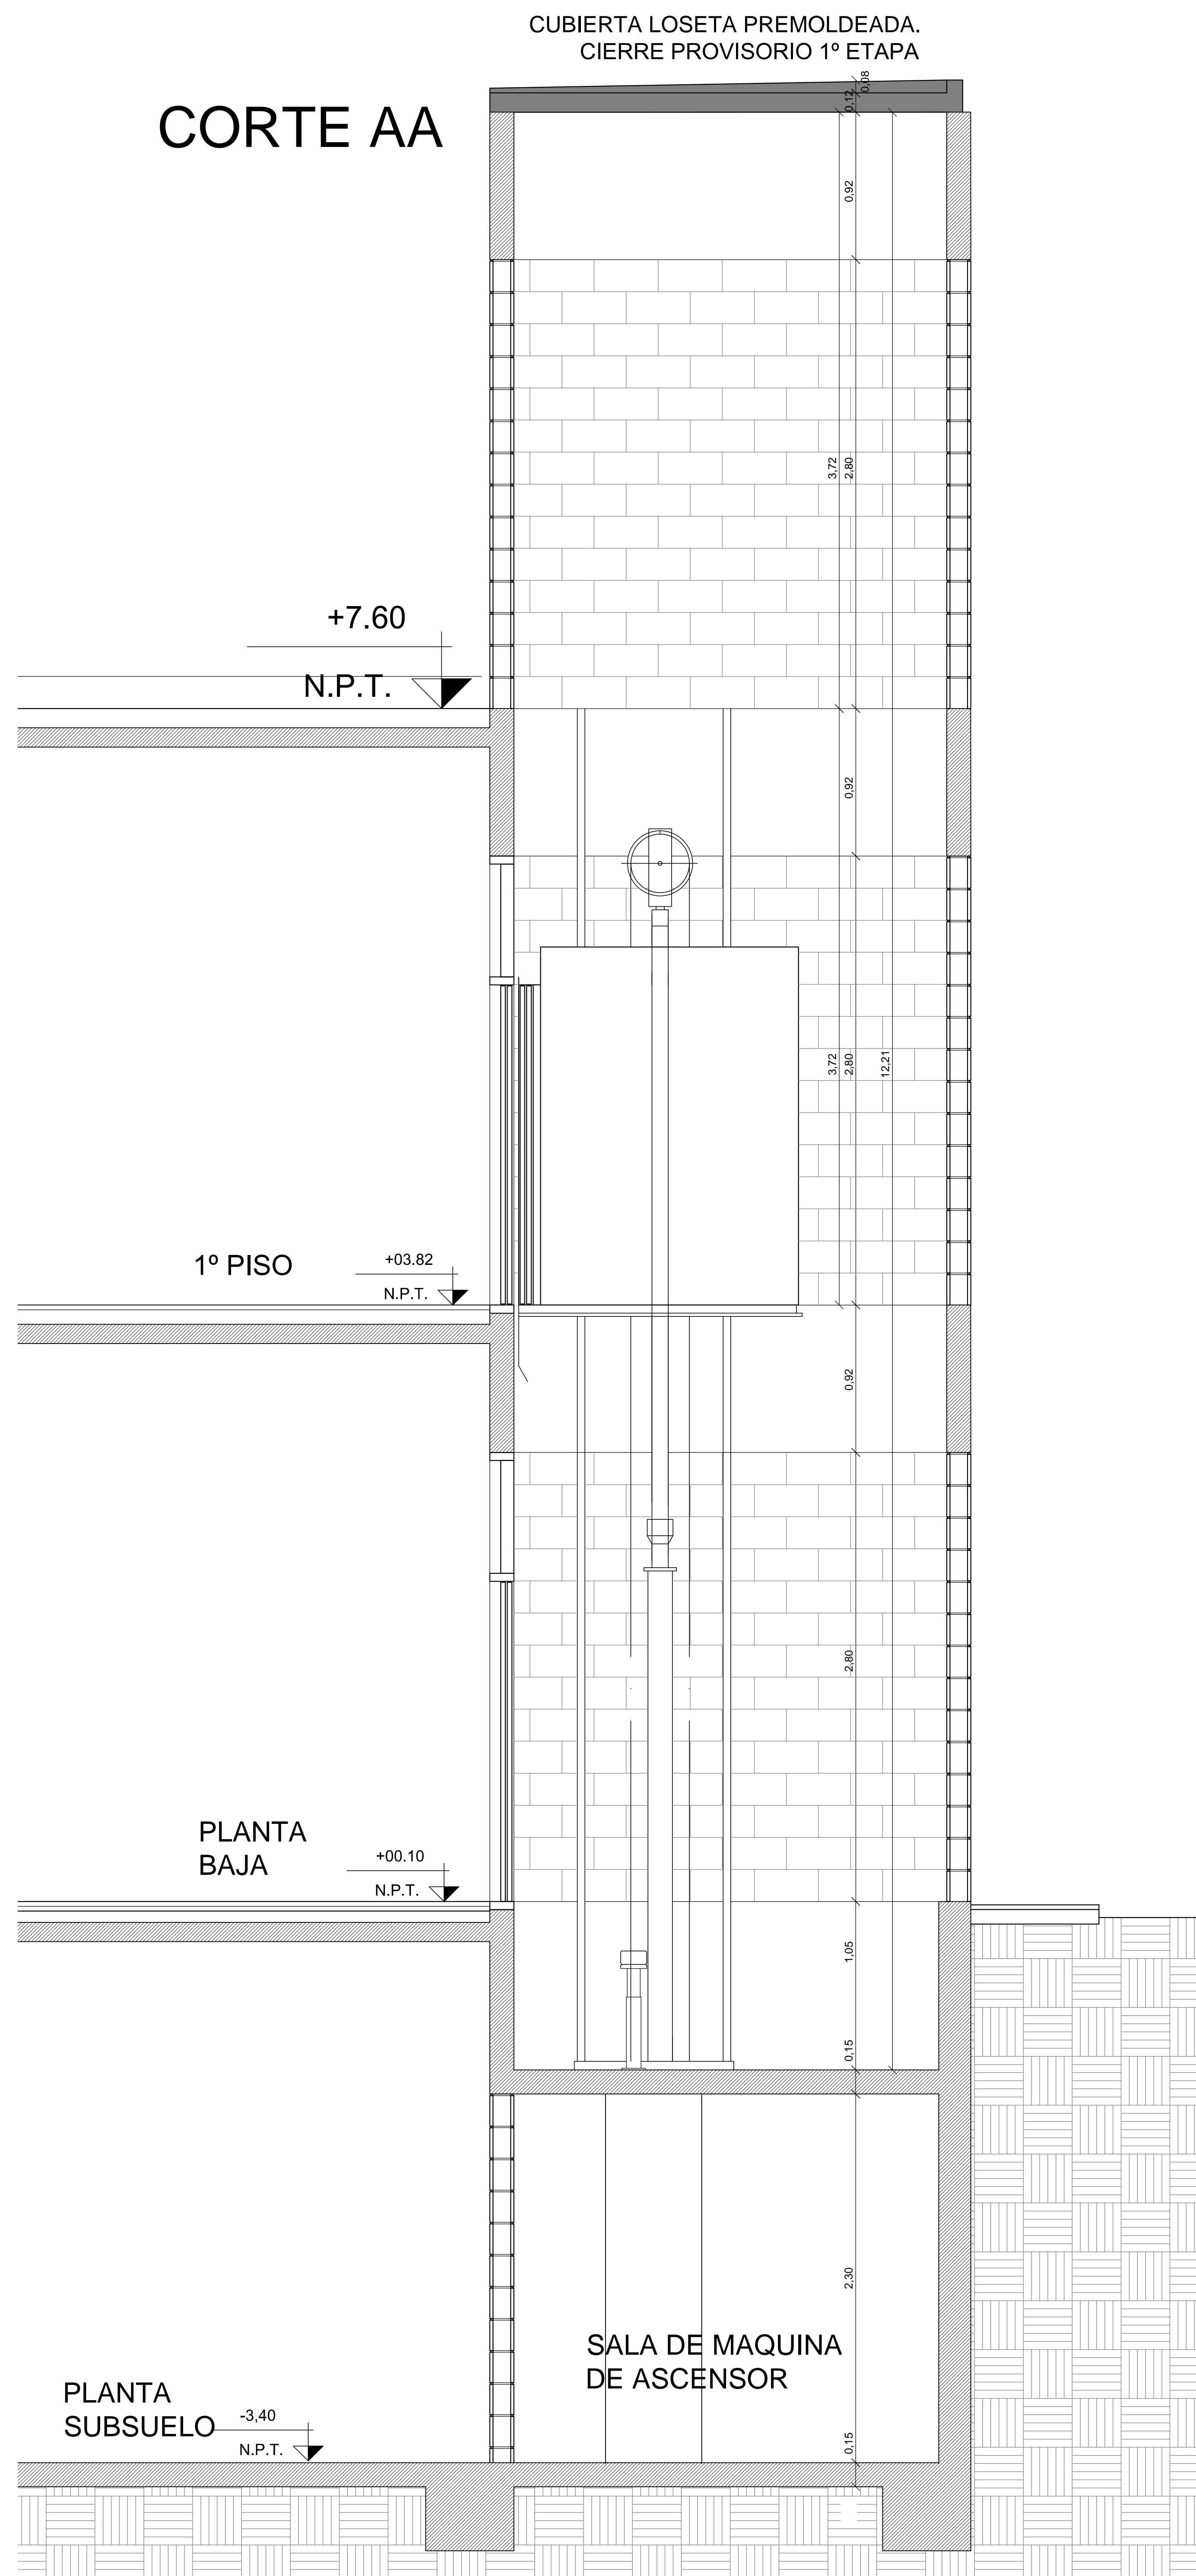 CUBIERTA LOSETA PREMOLDEADA.
CIERRE PROVISORIO 1º ETAPA
0,08
0,12
CORTE AA
0,92
3,72
2,80
+7.60
N.P.T.
0,92
3,72
2,80
12,21
1º PISO
+03.82
N.P.T.
0,92
2,80
PLANTA
BAJA
+00.10
N.P.T.
1,05
0,15
2,30
SALA DE MAQUINA
DE ASCENSOR
PLANTA
SUBSUELO
-3,40
N.P.T.
0,15